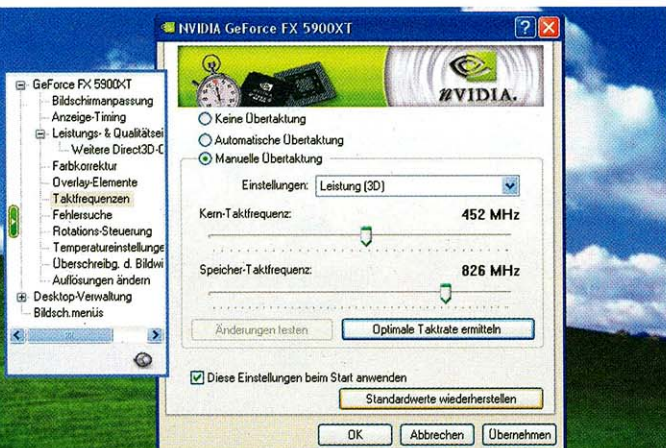 NVIDIA GeForce FX 5900XT
nVIDIA.
GeForce FX 5900XT
Bildschirmanpassung
Anzeige-Timing
Leistungs- & Qualitätsei
Weitere Direct3D-O
Farbkorrektur
Overlay-Elemente
Taktfrequenzen
Fehlersuche
Rotations-Steuerung
Temperatureinstellunge
Überschreibg. d. Bildwi
Auflösungen ändern
Desktop-Verwaltung
Bildsch.menüs
Keine Übertaktung
Automatische Übertaktung
Manuelle Übertaktung
Einstellungen: Leistung (3D)
Kern-Taktfrequenz: 452 MHz
Speicher-Taktfrequenz: 826 MHz
Änderungen testen Optimale Taktrate ermitteln
Diese Einstellungen beim Start anwenden
Standardwerte wiederherstellen
OK Abbrechen Übernehmen